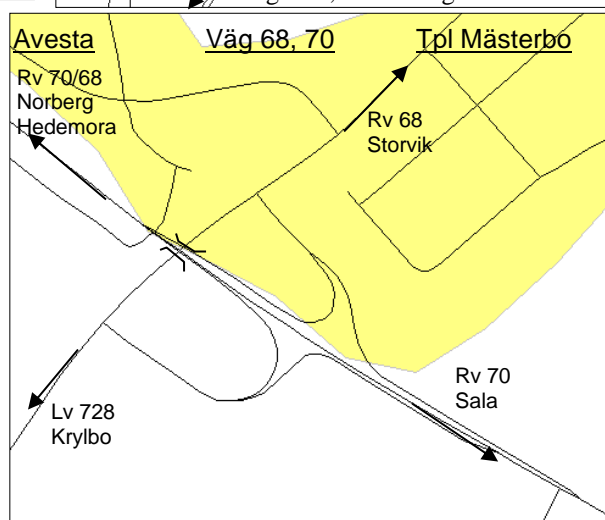 Avesta Väg 68, 70 Tpl Mästerbo
Rv 70/68
Norberg
Hedemora
Rv 68
Storvik
Rv 70
Sala
Lv 728
Krylbo